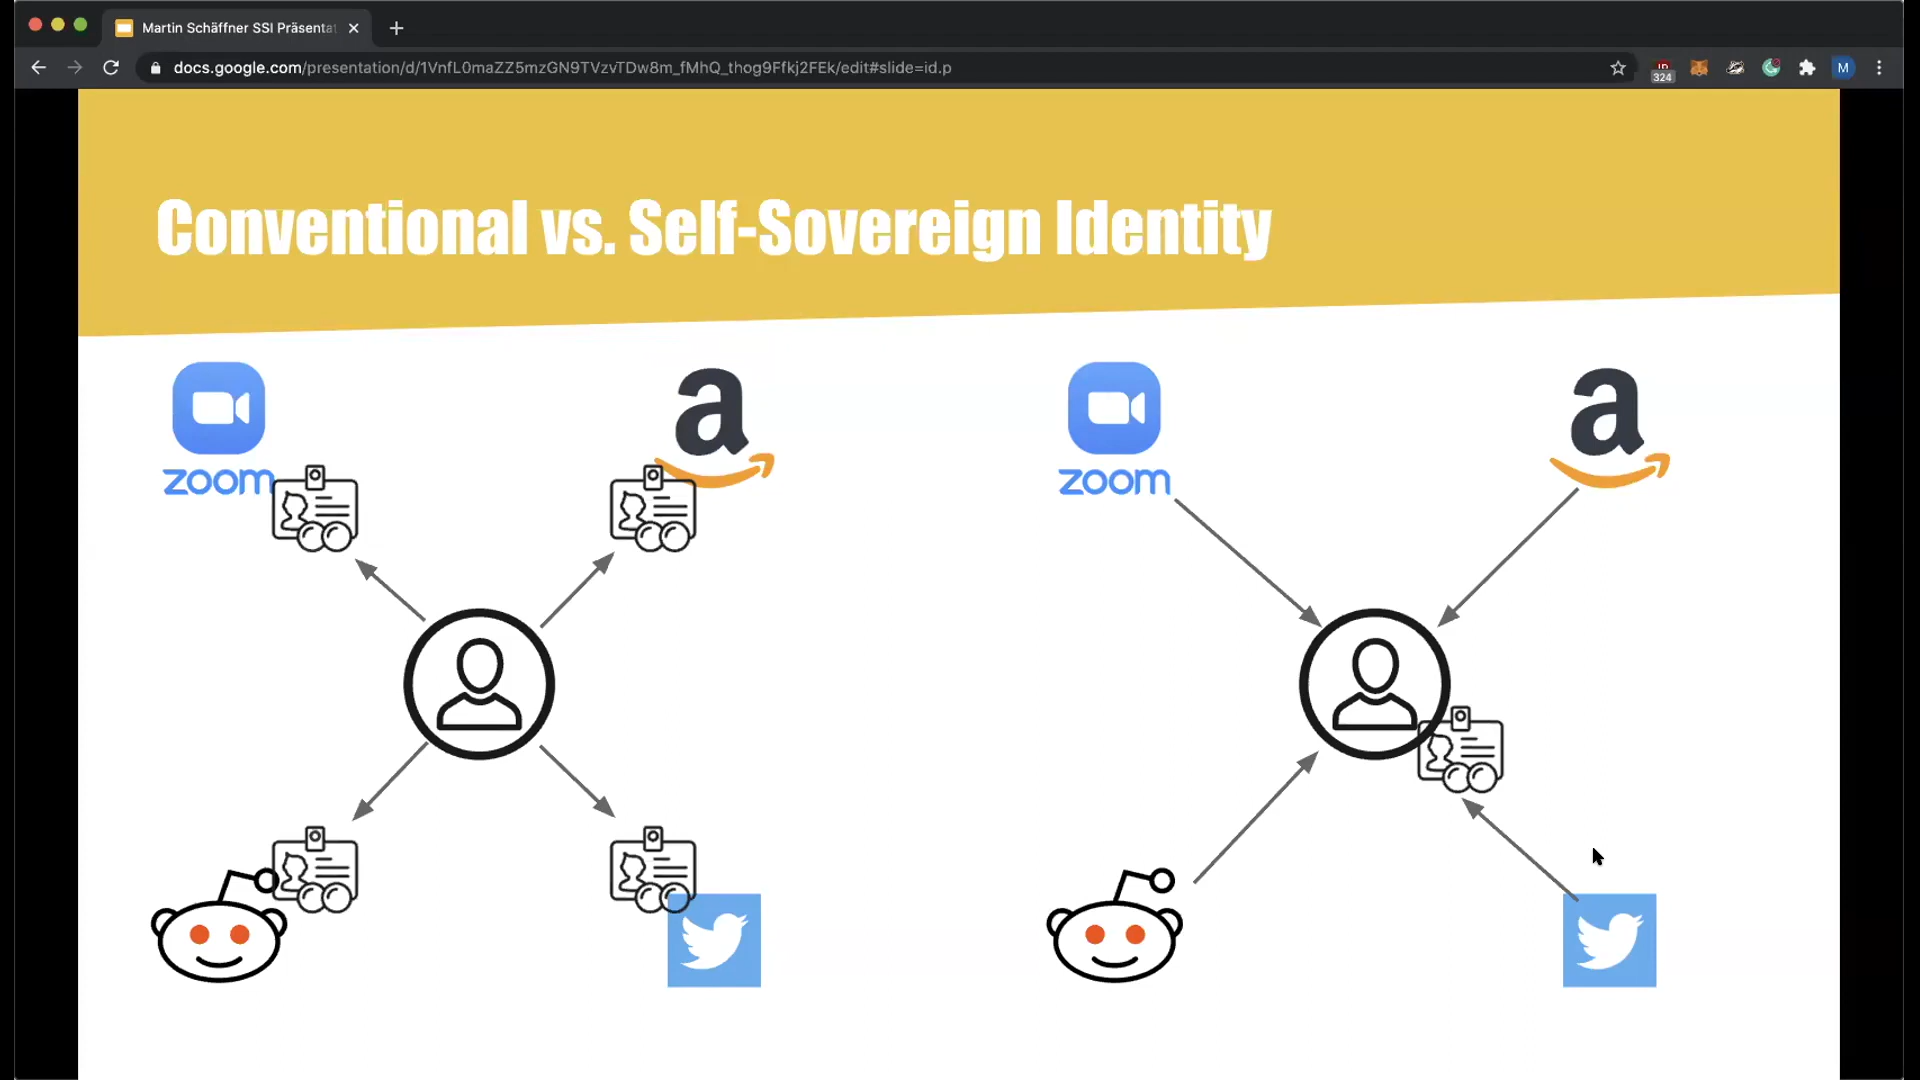 Martin Schäffner SSI Präsenta
docs.google.com/presentation/d/1VnfL0maZZ5mzGN9TVzvTDw8m_fMhQ_thog9Ffkj2FEk/edit#slide=id.p
324
M
Conventional vs. Self-Sovereign Identity
zoom
a
zoom
a